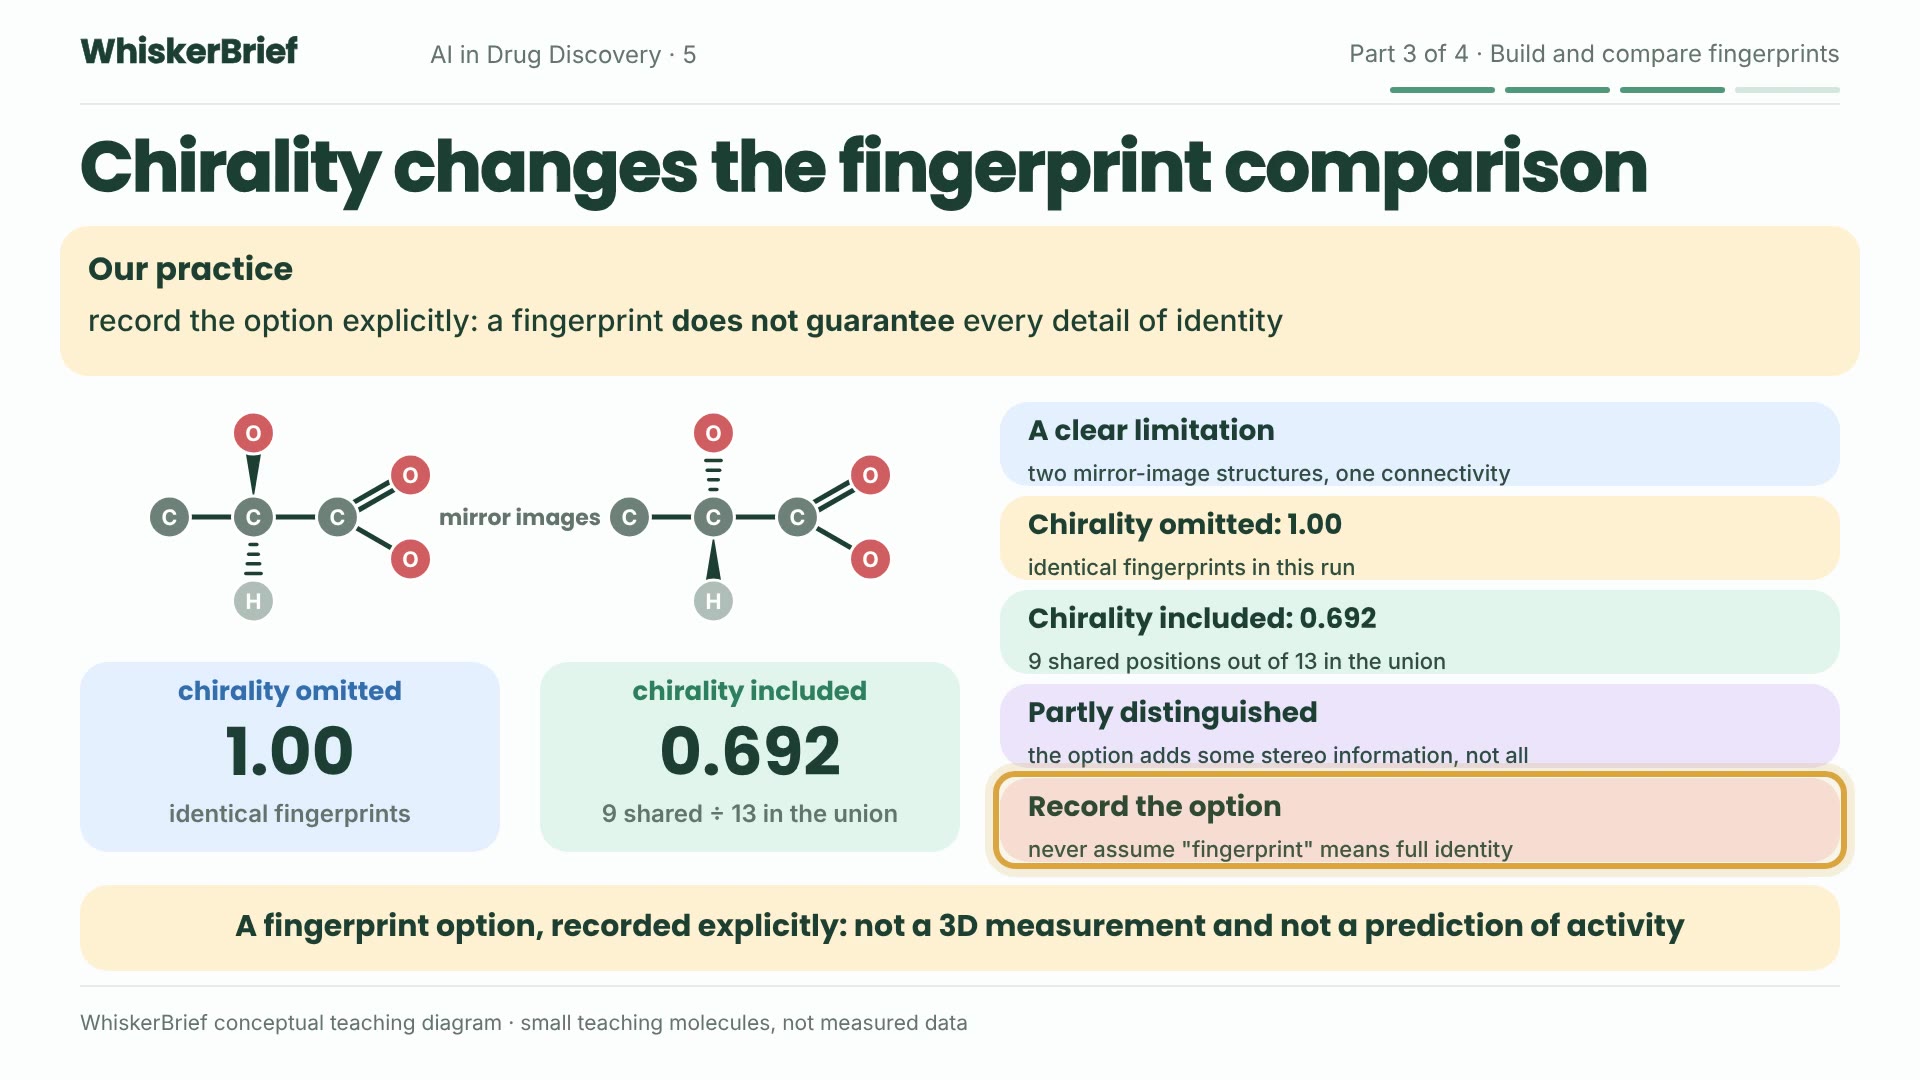 WhiskerBrief
AI in Drug Discovery · 5
Part 3 of 4 · Build and compare fingerprints
Chirality changes the fingerprint comparison
Our practice
record the option explicitly: a fingerprint does not guarantee every detail of identity
O
O
C C C
O
H
mirror images
O
O
C C C
O
H
chirality omitted
1.00
identical fingerprints
chirality included
0.692
9 shared ÷ 13 in the union
A clear limitation
two mirror-image structures, one connectivity
Chirality omitted: 1.00
identical fingerprints in this run
Chirality included: 0.692
9 shared positions out of 13 in the union
Partly distinguished
the option adds some stereo information, not all
Record the option
never assume "fingerprint" means full identity
A fingerprint option, recorded explicitly: not a 3D measurement and not a prediction of activity
WhiskerBrief conceptual teaching diagram · small teaching molecules, not measured data